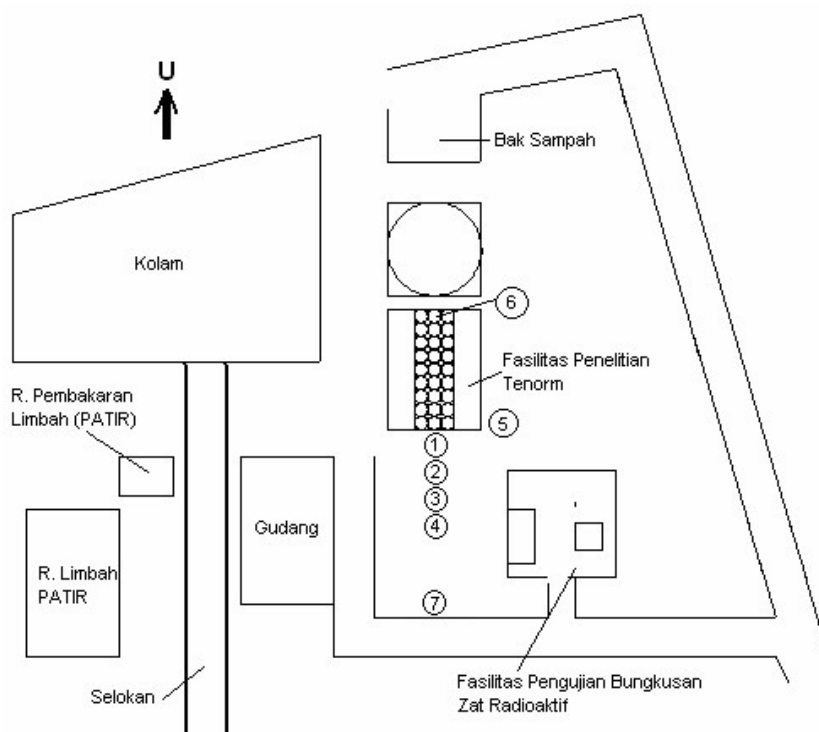 U
Bak Sampah
Kolam
6
Fasilitas Penelitian
Tenorm
R. Pembakaran
Limbah (PATIR)
5
1
2
3
4
Gudang
R. Limbah
PATIR
7
Selokan
Fasilitas Pengujian Bungkusan
Zat Radioaktif